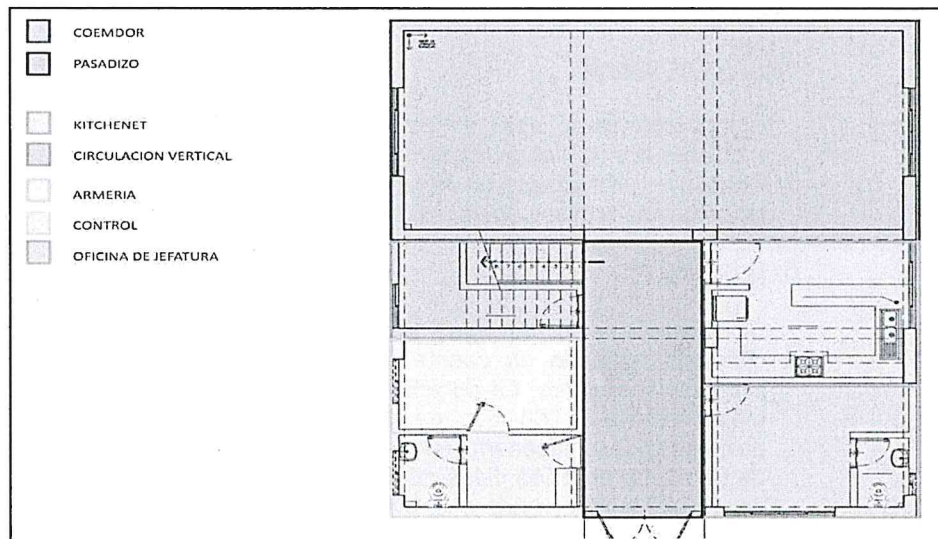 COEMDOR
PASADIZO
KITCHENET
CIRCULACION VERTICAL
ARMERIA
CONTROL
OFICINA DE JEFATURA